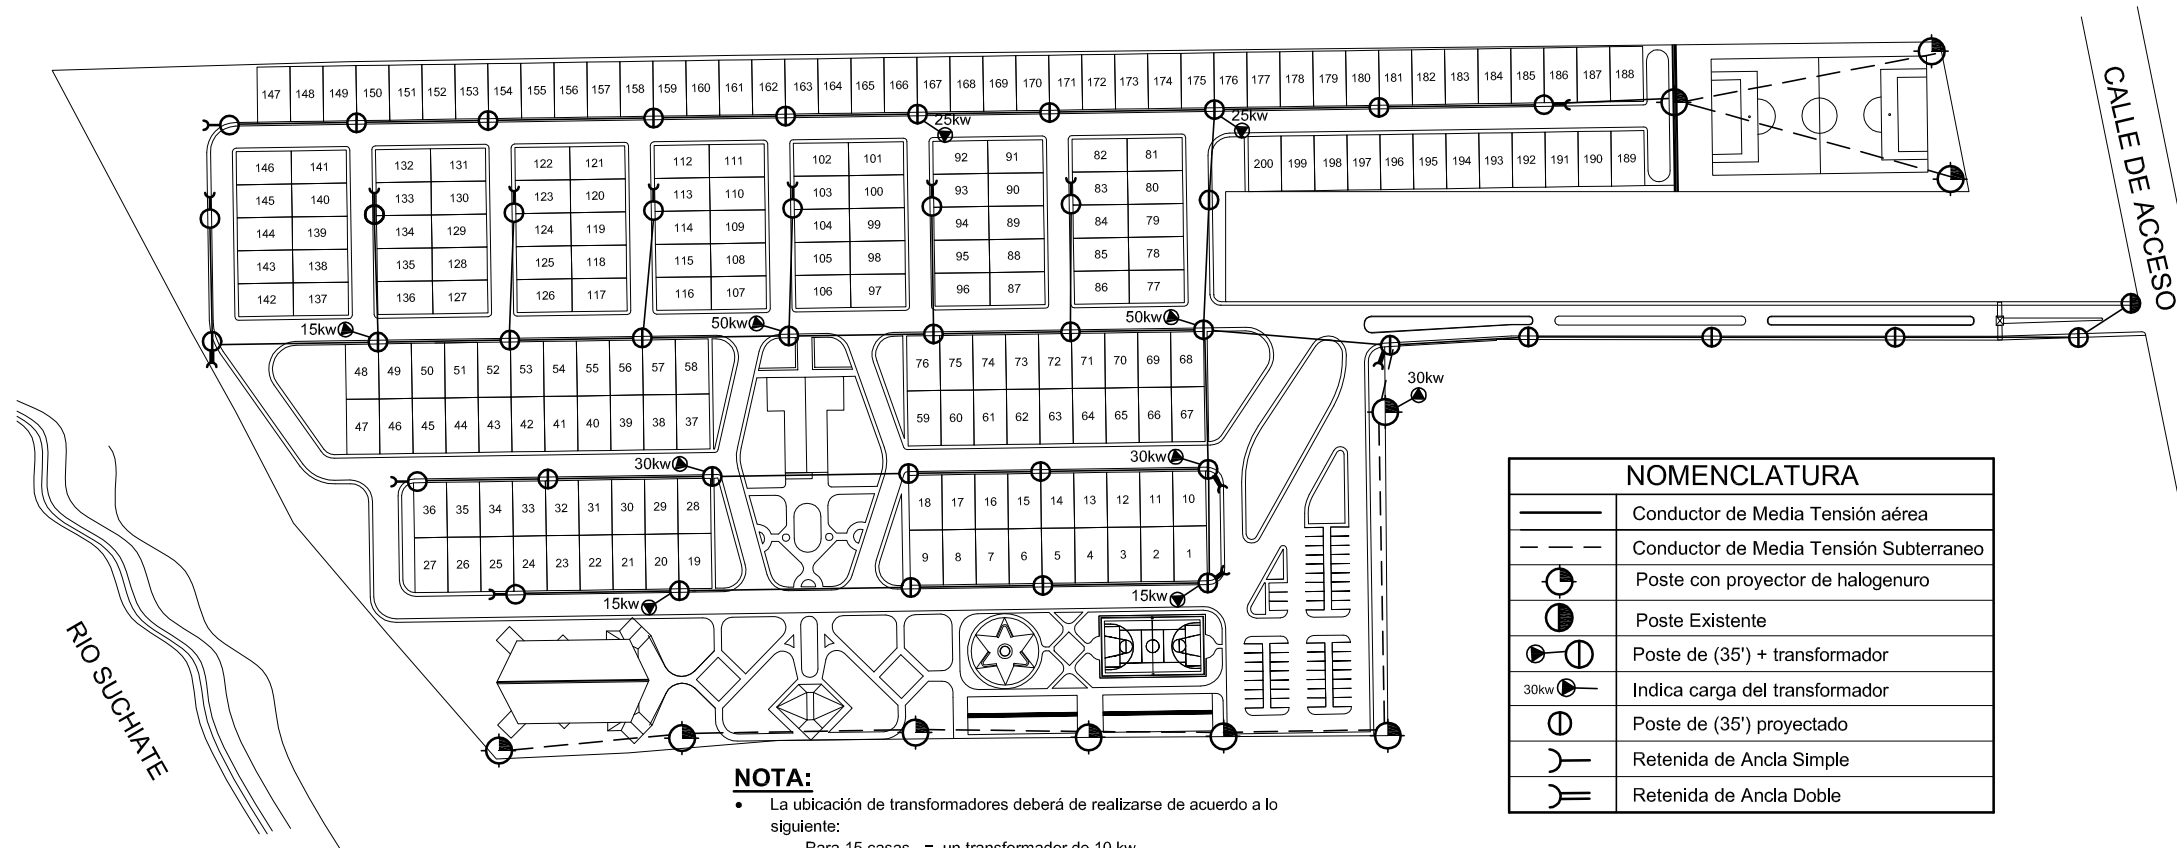 147 148 149 150 151 152 153 154 155 156 157 158 159 160 161 162 163 164 165 166 167 168 169 170 171 172 173 174 175 176 177 178 179 180 181 182 183 184 185 186 187 188
25kw 25kw
146 141 132 131 122 121 112 111 102 101 92 91 82 81
145 140 133 130 123 120 113 110 103 100 93 90 83 80
144 139 134 129 124 119 114 109 104 99 94 89 84 79
143 138 135 128 125 118 115 108 105 98 95 88 85 78
142 137 136 127 126 117 116 107 106 97 96 87 86 77
200 199 198 197 196 195 194 193 192 191 190 189
CALLE DE ACCESO
15kw 50kw 50kw
48 49 50 51 52 53 54 55 56 57 58
47 46 45 44 43 42 41 40 39 38 37
76 75 74 73 72 71 70 69 68
59 60 61 62 63 64 65 66 67
30kw
30kw 30kw
36 35 34 33 32 31 30 29 28
27 26 25 24 23 22 21 20 19
18 17 16 15 14 13 12 11 10
9 8 7 6 5 4 3 2 1
15kw 15kw
RIO SUCHIATE
NOMENCLATURA
Conductor de Media Tensión aérea
Conductor de Media Tensión Subterraneo
Poste con proyector de halogenuro
Poste Existente
Poste de (35') + transformador
30kw Indica carga del transformador
Poste de (35') proyectado
Retenida de Ancla Simple
Retenida de Ancla Doble
NOTA:
• La ubicación de transformadores deberá de realizarse de acuerdo a lo
siguiente:
Para 15 casas = un transformador de 10 kw